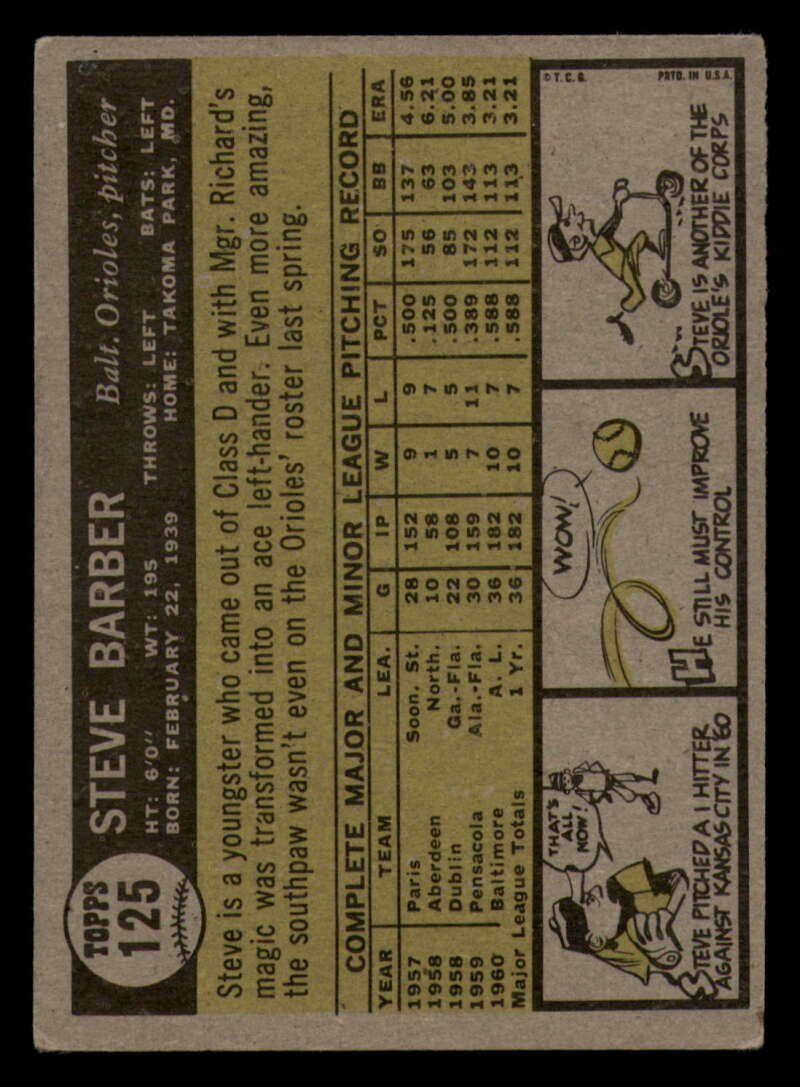 TOPPS
125
STEVE BARBER
Balt. Orioles, pitcher
HT: 6'0" WT: 195 THROWS: LEFT BATS: LEFT
BORN: FEBRUARY 22, 1939 HOME: TAKOMA PARK, MD.
Steve is a youngster who came out of Class D and with Mgr. Richard's
magic was transformed into an ace left-hander. Even more amazing,
the southpaw wasn't even on the Orioles' roster last spring.
COMPLETE MAJOR AND MINOR LEAGUE PITCHING RECORD
YEAR TEAM LEA. G IP W L PCT SO BB ERA
1957 Paris Soon. St. 28 152 9 9 .500 175 137 4.56
1958 Aberdeen North. 10 58 1 7 .125 56 63 6.21
1958 Dublin Ga.-Fla. 22 108 5 5 .500 85 103 5.00
1959 Pensacola Ala.-Fla. 30 159 7 11 .389 172 143 3.85
1960 Baltimore A. L. 36 182 10 7 .588 112 113 3.21
Major League Totals 1 Yr. 36 182 10 7 .588 112 113 3.21
THAT'S
ALL
NOW!
STEVE PITCHED A 1 HITTER
AGAINST KANSAS CITY IN '60
WOW!
HE STILL MUST IMPROVE
HIS CONTROL
© T.C.G. PRTD. IN U.S.A.
STEVE IS ANOTHER OF THE
ORIOLE'S KIDDIE CORPS